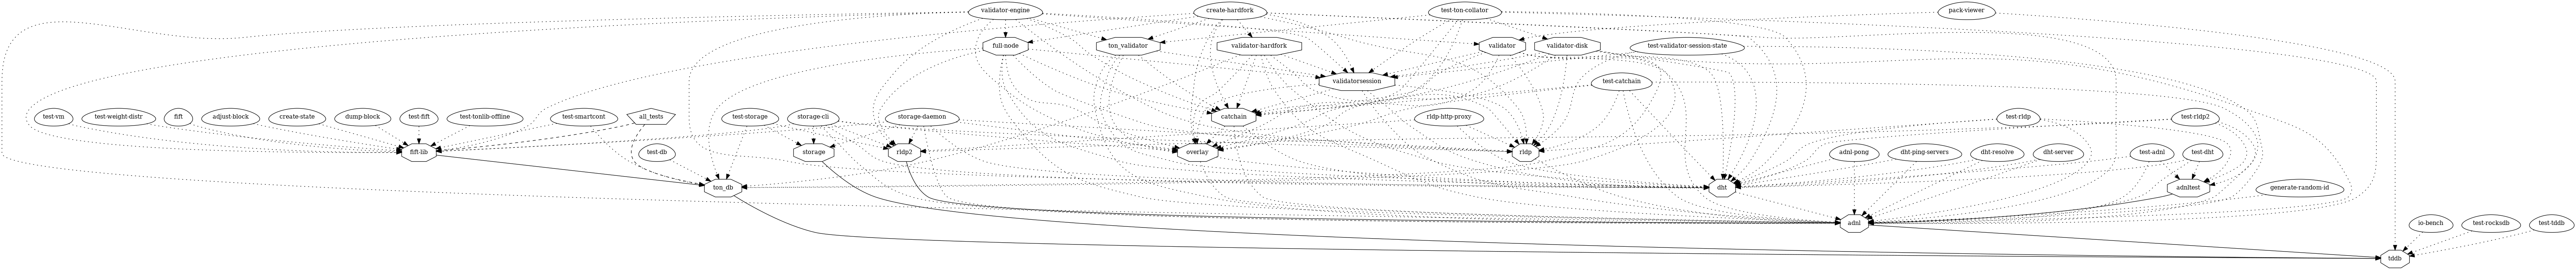 validator-engine
create-hardfork
test-ton-collator
pack-viewer
full-node
ton_validator
validator-hardfork
validator
validator-disk
test-validator-session-state
validatorsession
test-catchain
test-vm
test-weight-distr
fift
adjust-block
create-state
dump-block
test-fift
test-tonlib-offline
test-smartcont
all_tests
test-storage
storage-cli
storage-daemon
catchain
rldp-http-proxy
test-rldp
test-rldp2
fift-lib
test-db
storage
rldp2
overlay
rldp
adnl-pong
dht-ping-servers
dht-resolve
dht-server
test-adnl
test-dht
ton_db
dht
adnltest
generate-random-id
adnl
io-bench
test-rocksdb
test-tddb
tddb